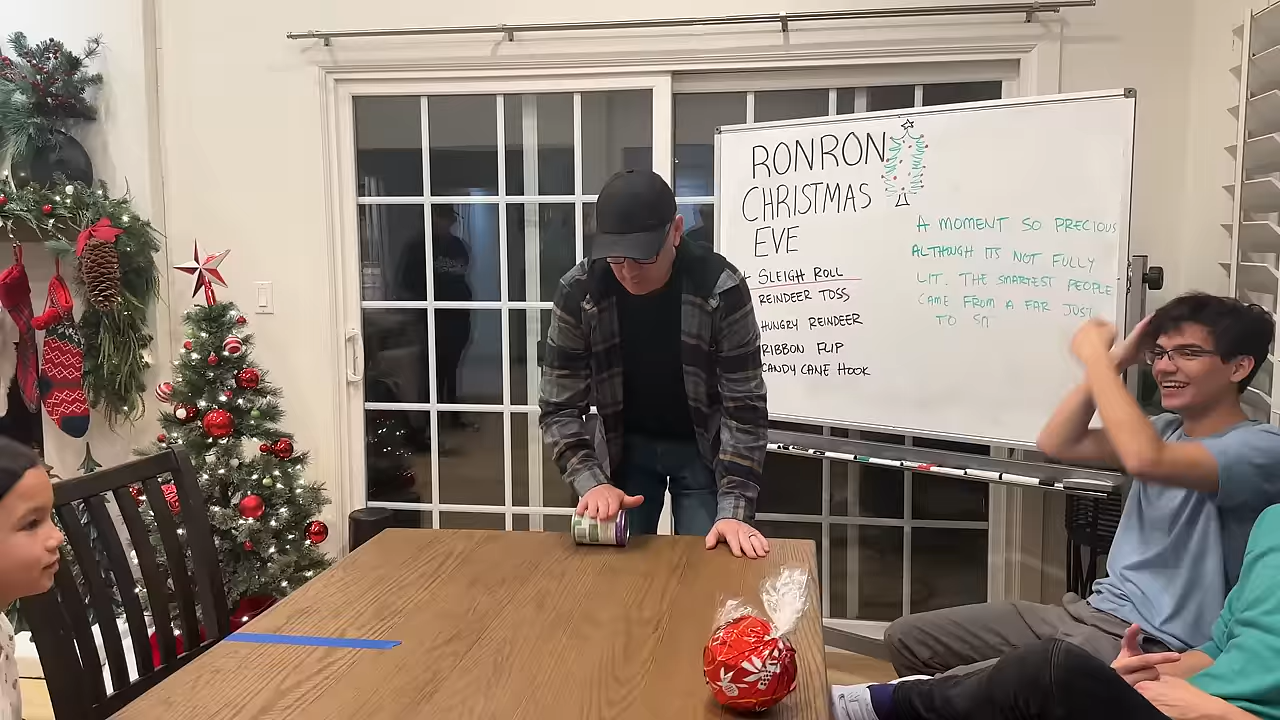 RONRON
CHRISTMAS
EVE
SLEIGH ROLL
REINDEER TOSS
HUNGRY REINDEER
RIBBON FLIP
CANDY CANE HOOK
A MOMENT SO PRECIOUS
ALTHOUGH ITS NOT FULLY
LIT. THE SMARTEST PEOPLE
CAME FROM A FAR JUST
TO